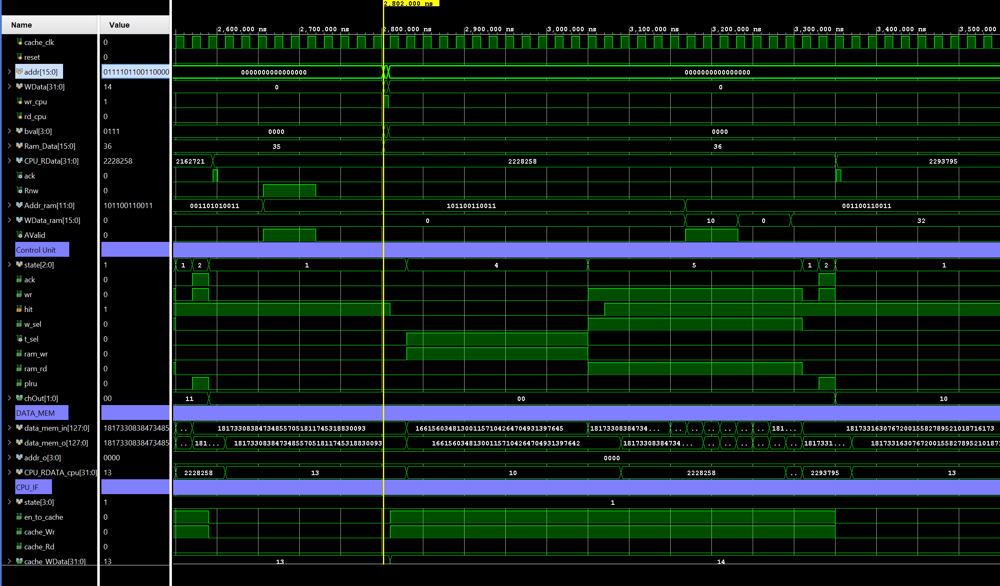 2,802.000 ns
Name Value
2,600.000 ns 2,700.000 ns 2,800.000 ns 2,900.000 ns 3,000.000 ns 3,100.000 ns 3,200.000 ns 3,300.000 ns 3,400.000 ns 3,500.000
cache_clk 0
reset 0
addr[15:0] 0111101100110000 0000000000000000 0000000000000000
WData[31:0] 14 0 0
wr_cpu 1
rd_cpu 0
bval[3:0] 0111 0000 0000
Ram_Data[15:0] 36 35 36
CPU_RData[31:0] 2228258 2162721 2228258 2293795
ack 0
Rnw 0
Addr_ram[11:0] 101100110011 001101010011 101100110011 001100110011
WData_ram[15:0] 0 0 10 0 32
AValid 0
Control Unit
state[2:0] 1 1 2 1 4 5 1 2 1
ack 0
wr 0
hit 1
w_sel 0
t_sel 0
ram_wr 0
ram_rd 0
plru 0
chOut[1:0] 00 11 00 10
DATA_MEM
data_mem_in[127:0] 1817330838473485 .. 18173308384734855705181174531883009​3 166156034813001157104264704931397645 18173308384734... .. .. .. .. .. .. 181... 181733163076720015582789521018716173
data_mem_o[127:0] 1817330838473485 .. 181... 181733083847348557051811745318830093 166156034813001157104264704931397642 18173308384734... .. .. .. .. .. .. 1817331... 18173316307672001558278952101871
addr_o[3:0] 0000 0000
CPU_RDATA_cpu[31:0] 13 2228258 13 10 2228258 .. 2293795 13
CPU_IF
state[3:0] 1 1
en_to_cache 0
cache_Wr 0
cache_Rd 0
cache_WData[31:0] 13 13 14